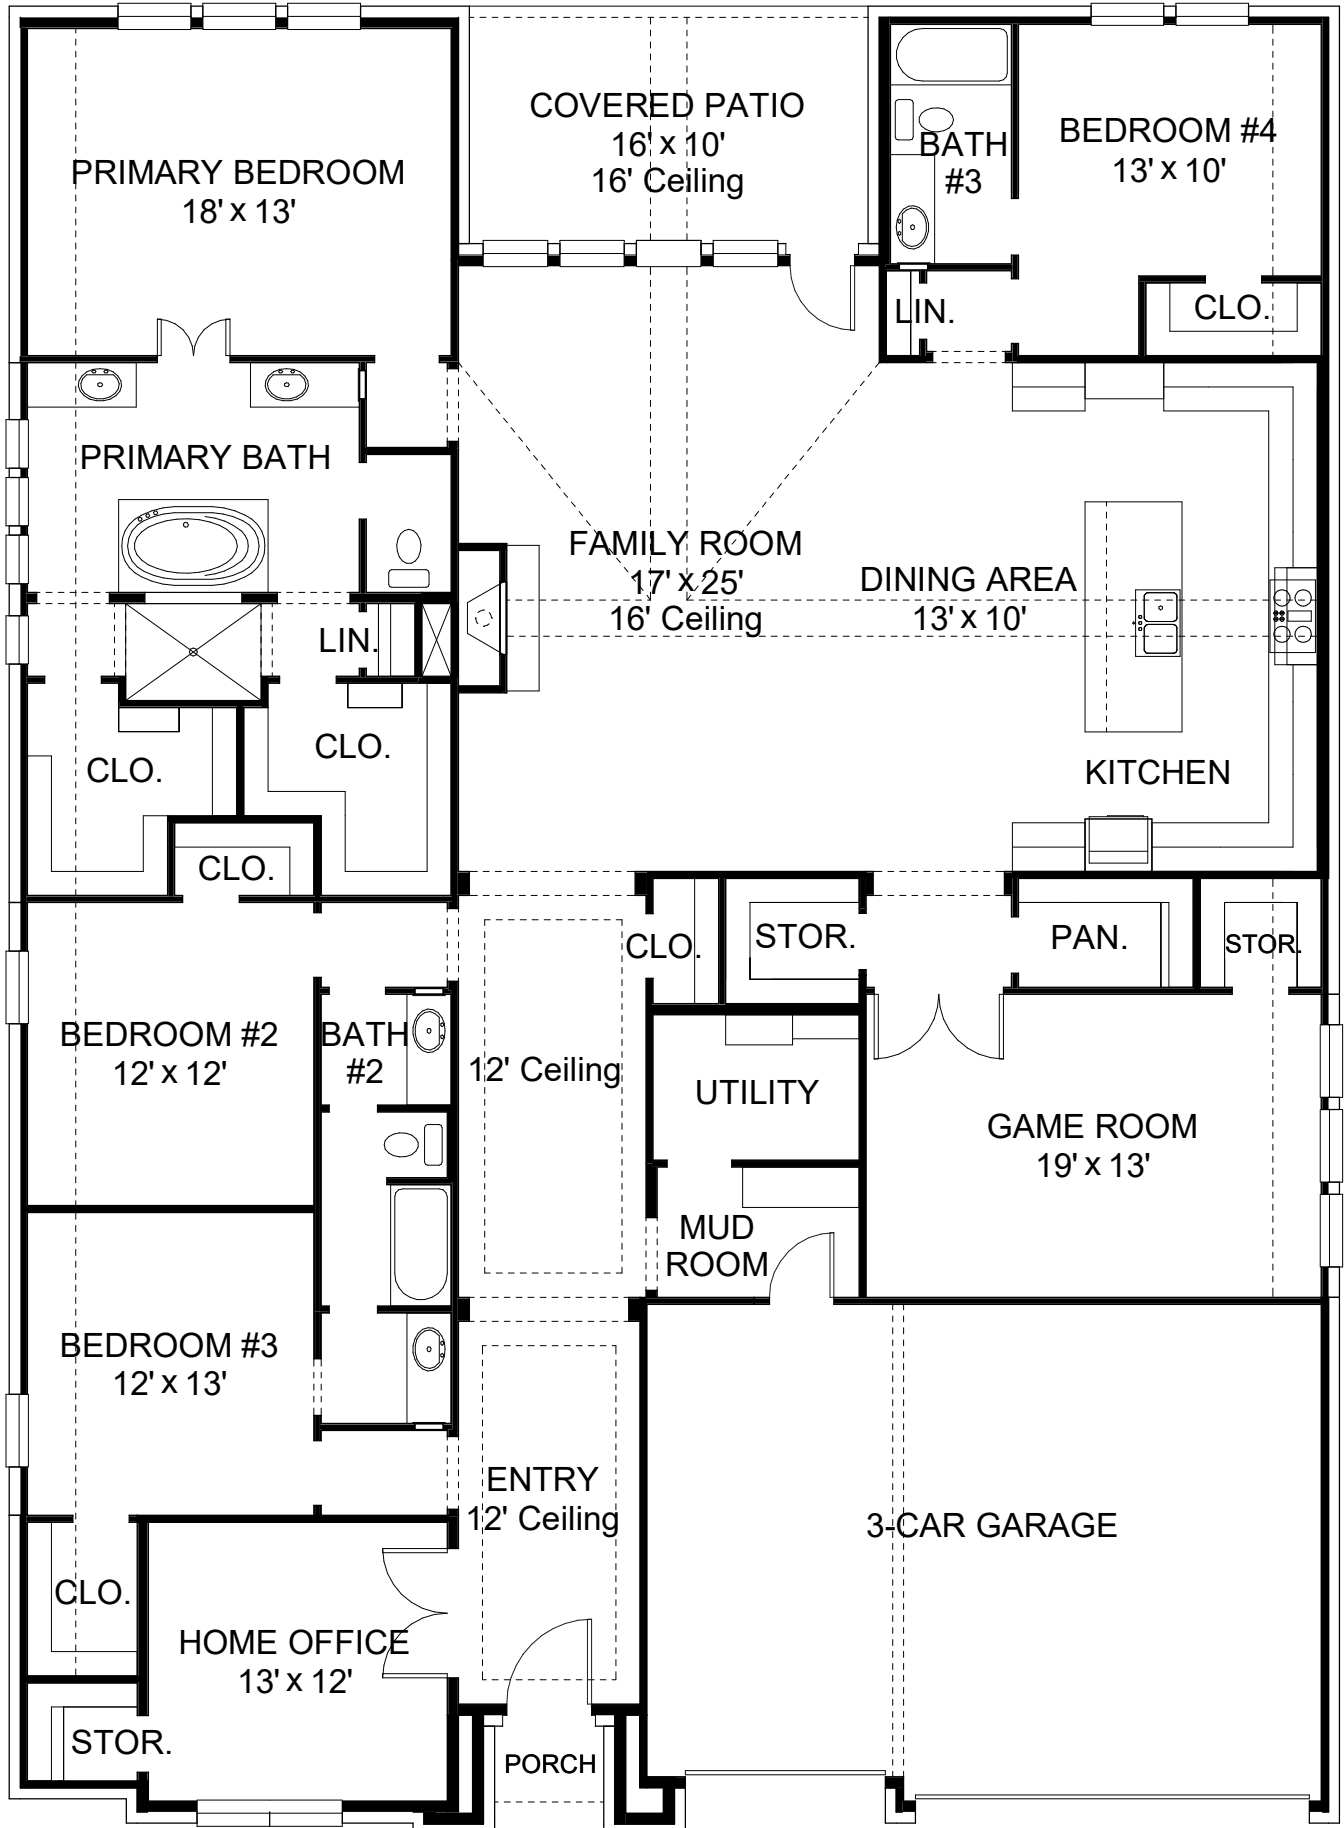 COVERED PATIO
16' x 10'
16' Ceiling
BEDROOM #4
13' x 10'
BATH
#3
PRIMARY BEDROOM
18' x 13'
LIN.
CLO.
PRIMARY BATH
FAMILY ROOM
17' x 25'
16' Ceiling
DINING AREA
13' x 10'
LIN.
CLO.
CLO.
KITCHEN
CLO.
CLO.
STOR.
PAN.
STOR.
BEDROOM #2
12' x 12'
BATH
#2
12' Ceiling
UTILITY
GAME ROOM
19' x 13'
MUD
ROOM
BEDROOM #3
12' x 13'
ENTRY
12' Ceiling
3-CAR GARAGE
CLO.
HOME OFFICE
13' x 12'
STOR.
PORCH